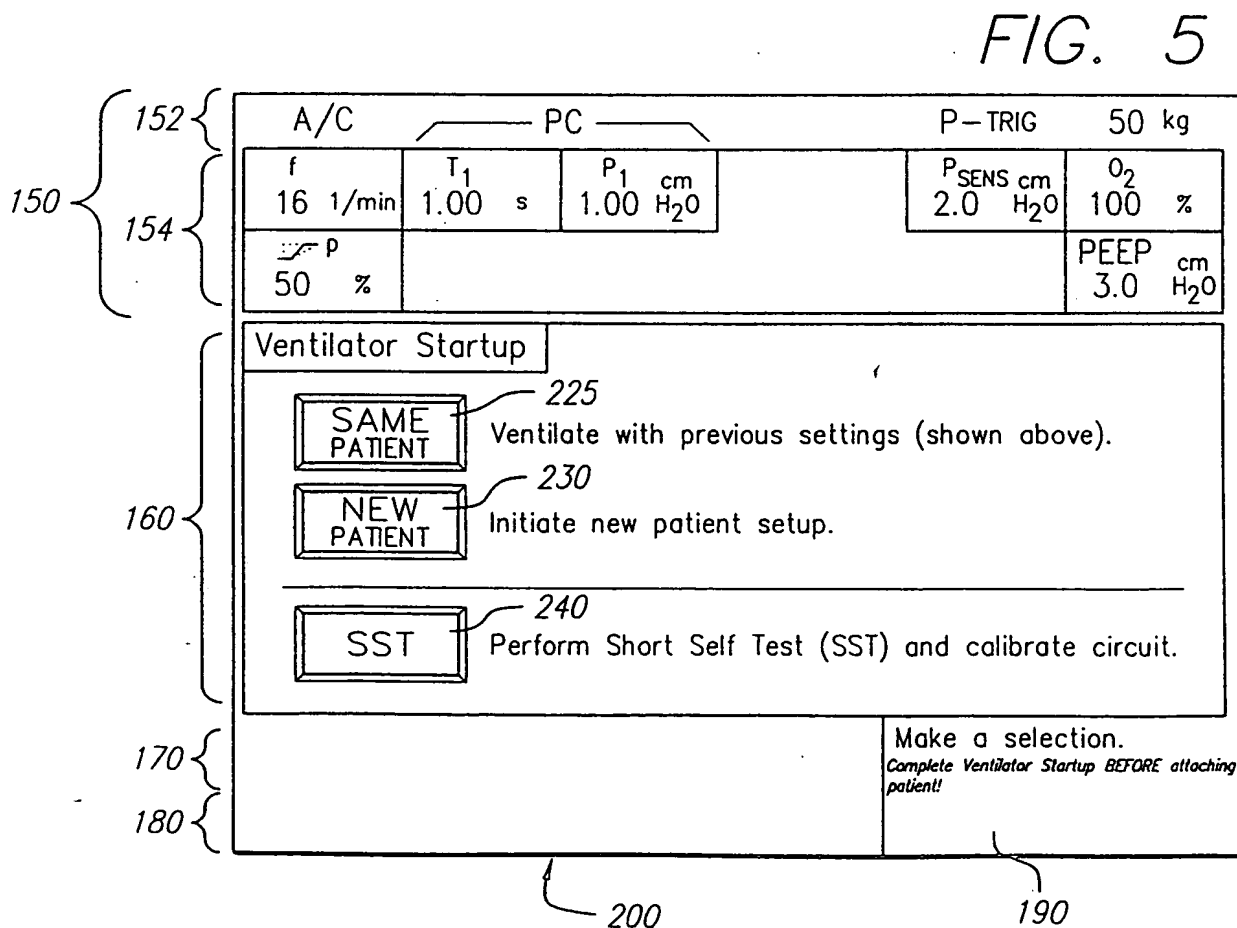 FIG. 5
150
152
A/C PC P-TRIG 50 kg
154
f T1 P1 cm PSENS cm O2
16 1/min 1.00 s 1.00 H2O 2.0 H2O 100 %
p PEEP cm
50 % 3.0 H2O
160
Ventilator Startup
225
SAME
PATIENT
Ventilate with previous settings (shown above).
230
NEW
PATIENT
Initiate new patient setup.
240
SST
Perform Short Self Test (SST) and calibrate circuit.
170
Make a selection.
Complete Ventilator Startup BEFORE attaching
patient!
180
200
190